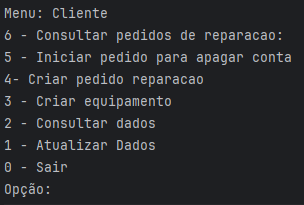 Menu: Cliente
6 - Consultar pedidos de reparacao:
5 - Iniciar pedido para apagar conta
4- Criar pedido reparacao
3 - Criar equipamento
2 - Consultar dados
1 - Atualizar Dados
0 - Sair
Opção: